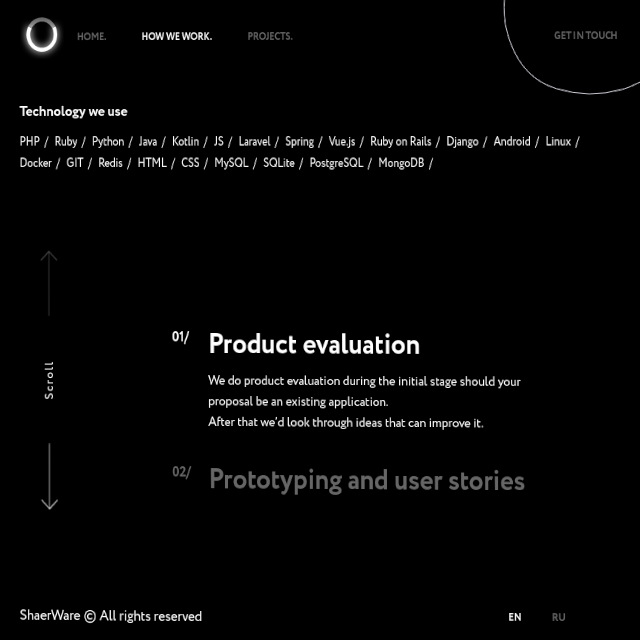 HOME. HOW WE WORK. PROJECTS. GET IN TOUCH
Technology we use
PHP / Ruby / Python / Java / Kotlin / JS / Laravel / Spring / Vue.js / Ruby on Rails / Django / Android / Linux /
Docker / GIT / Redis / HTML / CSS / MySQL / SQLite / PostgreSQL / MongoDB /
Scroll
01/ Product evaluation
We do product evaluation during the initial stage should your
proposal be an existing application.
After that we'd look through ideas that can improve it.
02/ Prototyping and user stories
ShaerWare © All rights reserved EN RU